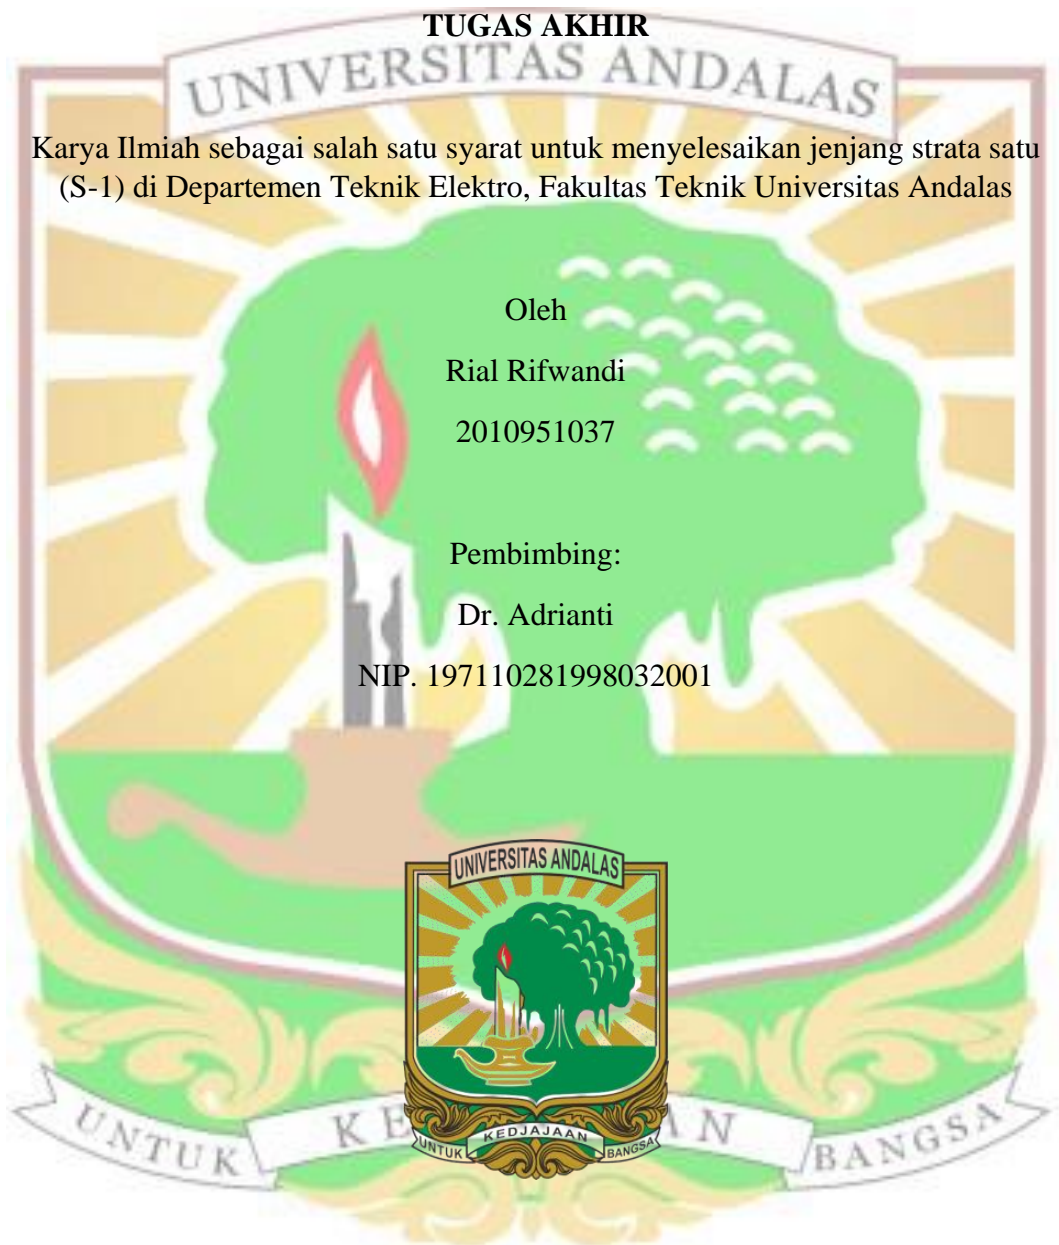 TUGAS AKHIR
UNIVERSITAS ANDALAS
Karya Ilmiah sebagai salah satu syarat untuk menyelesaikan jenjang strata satu
(S-1) di Departemen Teknik Elektro, Fakultas Teknik Universitas Andalas
Oleh
Rial Rifwandi
2010951037
Pembimbing:
Dr. Adrianti
NIP. 197110281998032001
UNIVERSITAS ANDALAS
UNTUK KEDJAJAAN BANGSA
UNTUK BANGSA